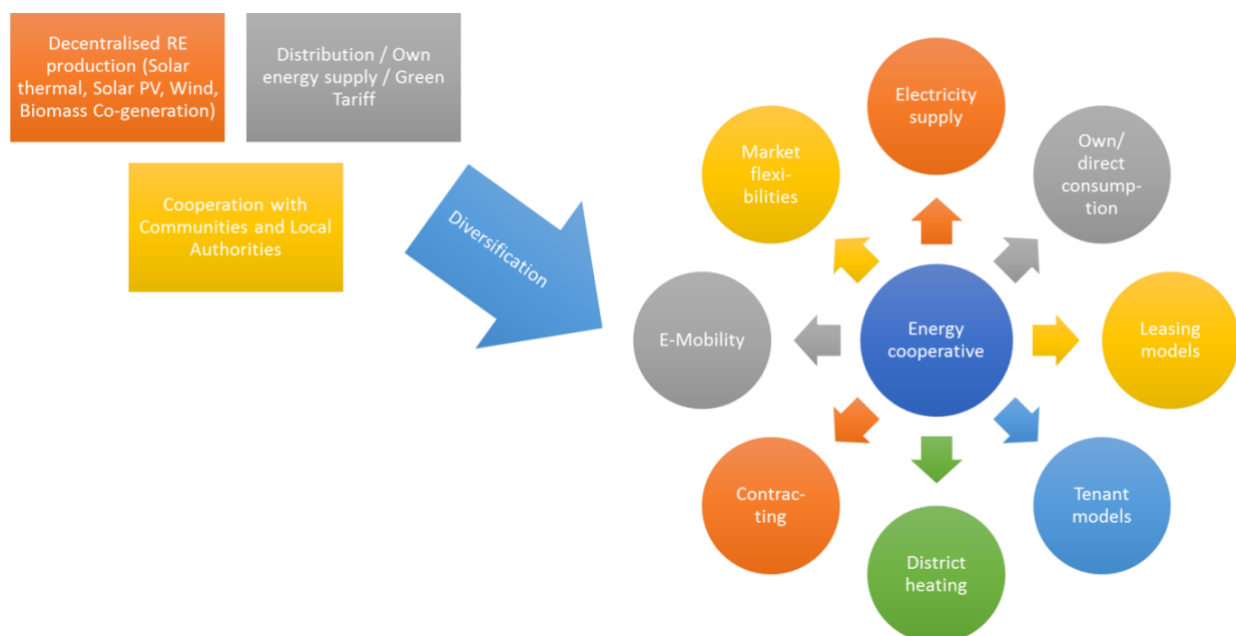 Decentralised RE
production (Solar
thermal, Solar PV, Wind,
Biomass Co-generation)
Distribution / Own
energy supply / Green
Tariff
Cooperation with
Communities and Local
Authorities
Diversification
Electricity
supply
Own/
direct
consump-
tion
Leasing
models
Tenant
models
District
heating
Contrac-
ting
E-Mobility
Market
flexi-
bilities
Energy
cooperative